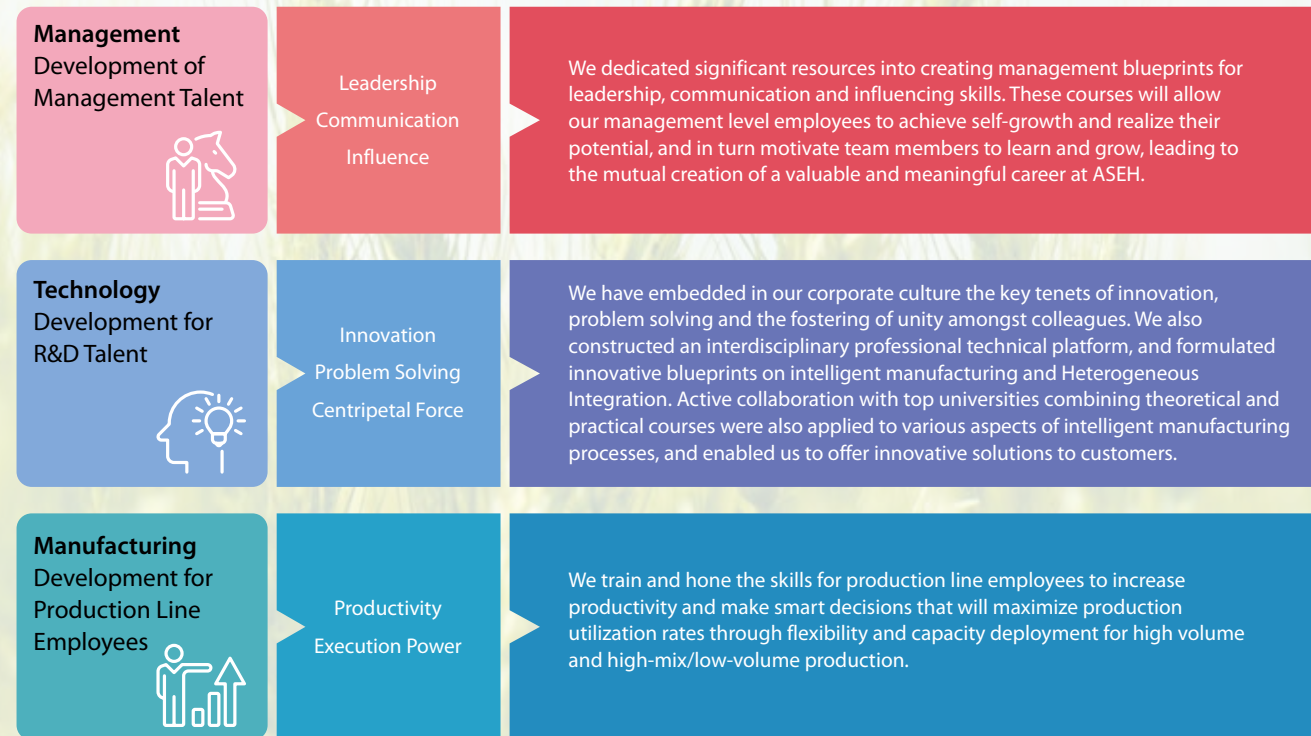 Management
Development of
Management Talent
Leadership
Communication
Influence
We dedicated significant resources into creating management blueprints for
leadership, communication and influencing skills. These courses will allow
our management level employees to achieve self-growth and realize their
potential, and in turn motivate team members to learn and grow, leading to
the mutual creation of a valuable and meaningful career at ASEH.
Technology
Development for
R&D Talent
Innovation
Problem Solving
Centripetal Force
We have embedded in our corporate culture the key tenets of innovation,
problem solving and the fostering of unity amongst colleagues. We also
constructed an interdisciplinary professional technical platform, and formulated
innovative blueprints on intelligent manufacturing and Heterogeneous
Integration. Active collaboration with top universities combining theoretical and
practical courses were also applied to various aspects of intelligent manufacturing
processes, and enabled us to offer innovative solutions to customers.
Manufacturing
Development for
Production Line
Employees
Productivity
Execution Power
We train and hone the skills for production line employees to increase
productivity and make smart decisions that will maximize production
utilization rates through flexibility and capacity deployment for high volume
and high-mix/low-volume production.